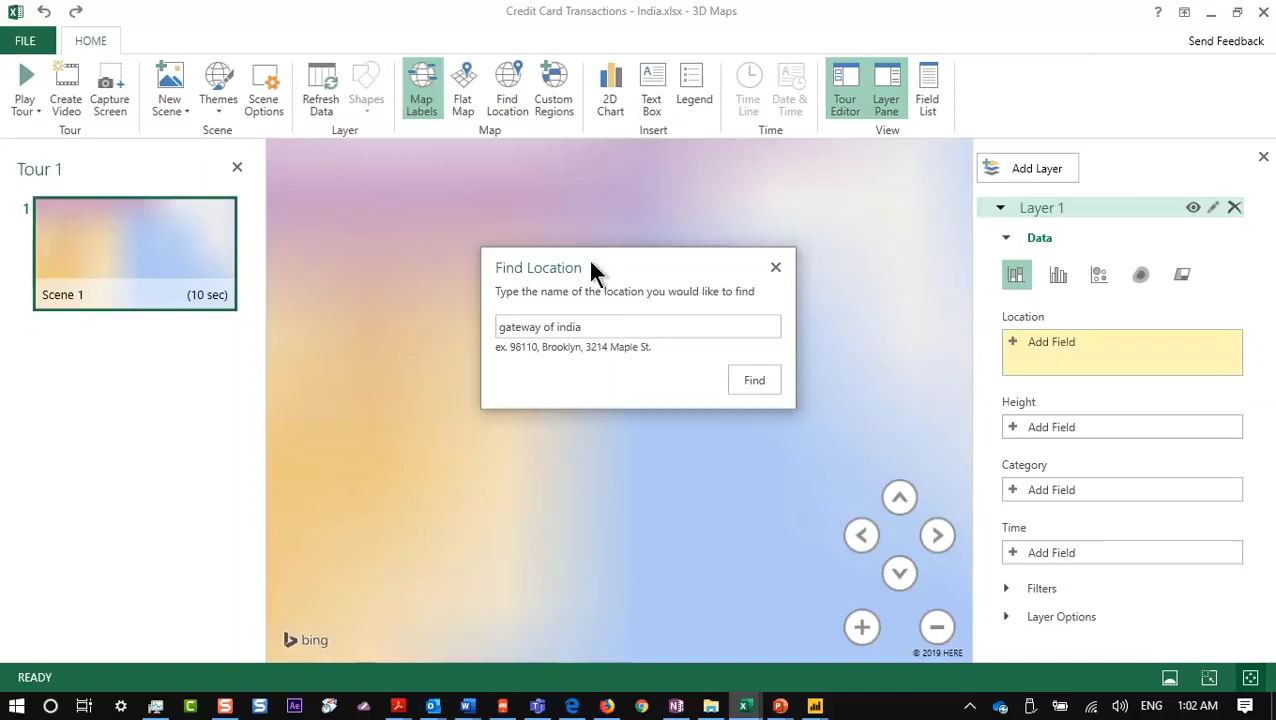 Credit Card Transactions - India.xlsx - 3D Maps
?
FILE
HOME
Send Feedback
Play Tour
Create Video
Capture Screen
Tour
New Scene
Themes
Scene Options
Scene
Refresh Data
Shapes
Layer
Map Labels
Flat Map
Find Location
Custom Regions
Map
2D Chart
Text Box
Legend
Insert
Time Line
Date & Time
Time
Tour Editor
Layer Pane
Field List
View
Tour 1
1
Scene 1
(10 sec)
Find Location
Type the name of the location you would like to find
gateway of india
ex. 98110, Brooklyn, 3214 Maple St.
Find
bing
© 2019 HERE
Add Layer
Layer 1
Data
Location
Add Field
Height
Add Field
Category
Add Field
Time
Add Field
Filters
Layer Options
READY
ENG
1:02 AM